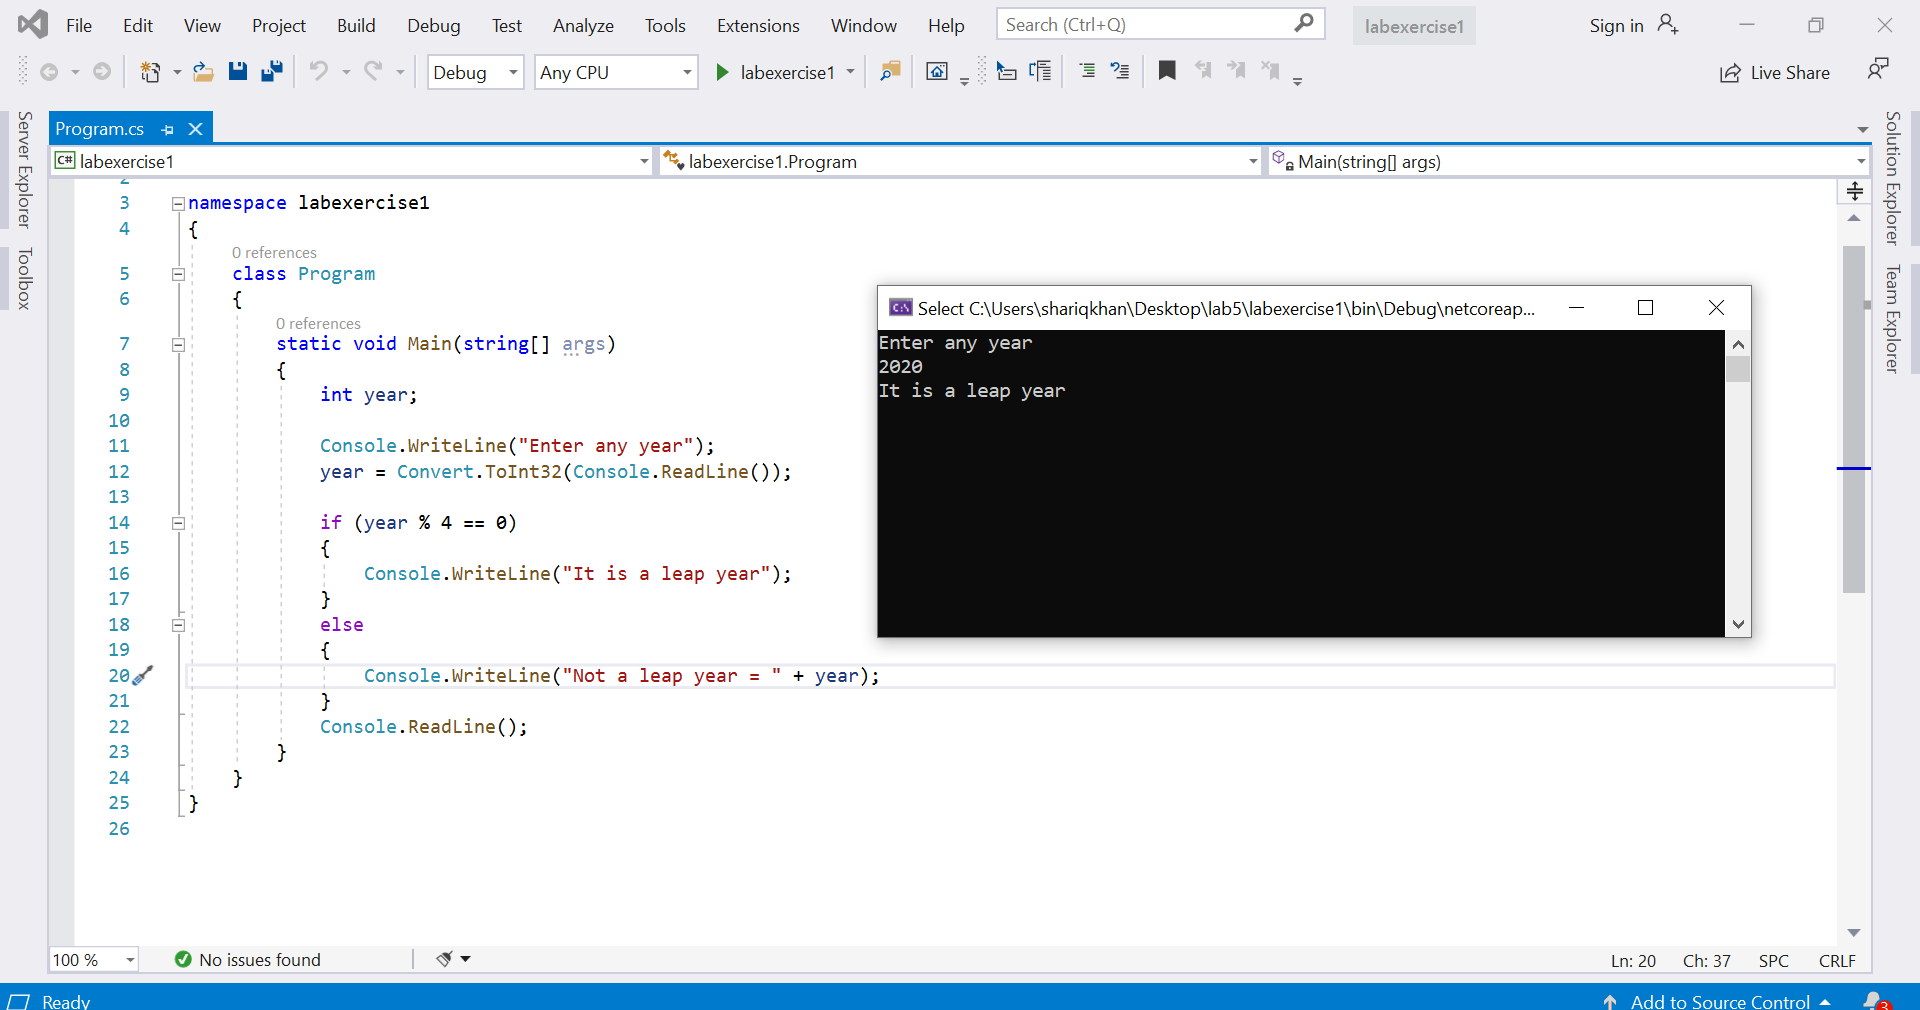 File Edit View Project Build Debug Test Analyze Tools Extensions Window Help Search (Ctrl+Q) labexercise1 Sign in
Debug Any CPU labexercise1 Live Share
Server Explorer
Toolbox
Program.cs
C# labexercise1 labexercise1.Program Main(string[] args)
2
3 namespace labexercise1
4 {
0 references
5 class Program
6 {
0 references
7 static void Main(string[] args)
8 {
9 int year;
10
11 Console.WriteLine("Enter any year");
12 year = Convert.ToInt32(Console.ReadLine());
13
14 if (year % 4 == 0)
15 {
16 Console.WriteLine("It is a leap year");
17 }
18 else
19 {
20 Console.WriteLine("Not a leap year = " + year);
21 }
22 Console.ReadLine();
23 }
24 }
25 }
26
C:\ Select C:\Users\shariqkhan\Desktop\lab5\labexercise1\bin\Debug\netcoreap...
Enter any year
2020
It is a leap year
Solution Explorer
Team Explorer
100 % No issues found Ln: 20 Ch: 37 SPC CRLF
Ready Add to Source Control 3